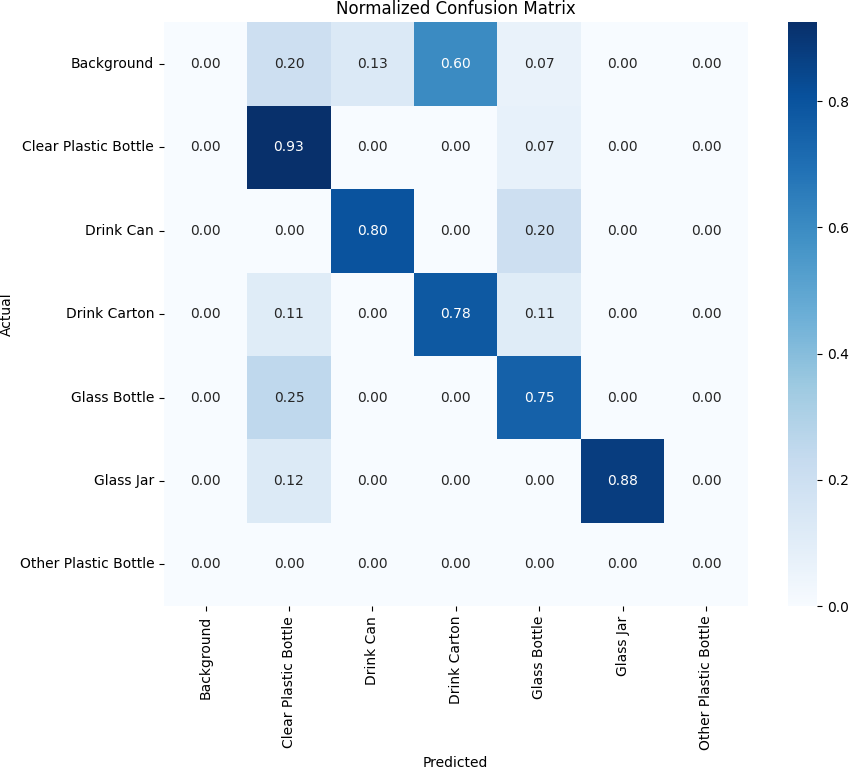 Normalized Confusion Matrix
Background 0.00 0.20 0.13 0.60 0.07 0.00 0.00
Clear Plastic Bottle 0.00 0.93 0.00 0.00 0.07 0.00 0.00
Drink Can 0.00 0.00 0.80 0.00 0.20 0.00 0.00
Drink Carton 0.00 0.11 0.00 0.78 0.11 0.00 0.00
Glass Bottle 0.00 0.25 0.00 0.00 0.75 0.00 0.00
Glass Jar 0.00 0.12 0.00 0.00 0.00 0.88 0.00
Other Plastic Bottle 0.00 0.00 0.00 0.00 0.00 0.00 0.00
Actual
Background
Clear Plastic Bottle
Drink Can
Drink Carton
Glass Bottle
Glass Jar
Other Plastic Bottle
Predicted
0.8
0.6
0.4
0.2
0.0